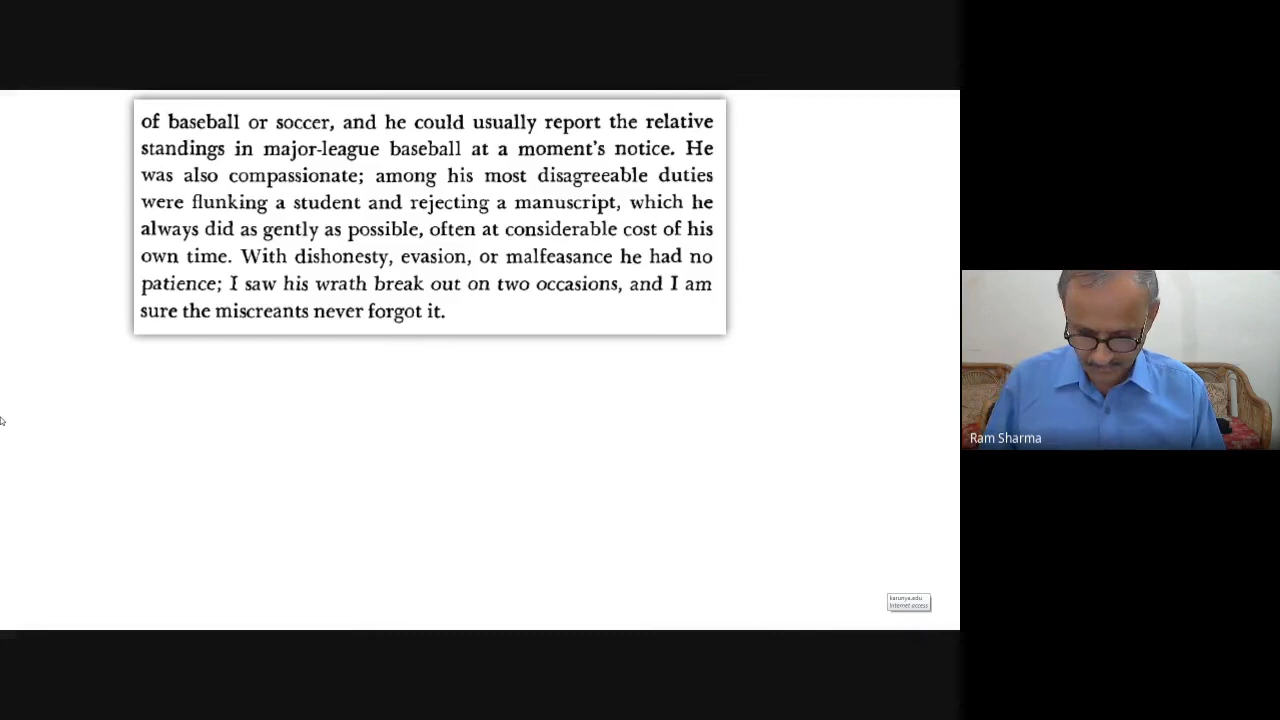 of baseball or soccer, and he could usually report the relative
standings in major-league baseball at a moment's notice. He
was also compassionate; among his most disagreeable duties
were flunking a student and rejecting a manuscript, which he
always did as gently as possible, often at considerable cost of his
own time. With dishonesty, evasion, or malfeasance he had no
patience; I saw his wrath break out on two occasions, and I am
sure the miscreants never forgot it.
Ram Sharma
karunya.edu
Internet access